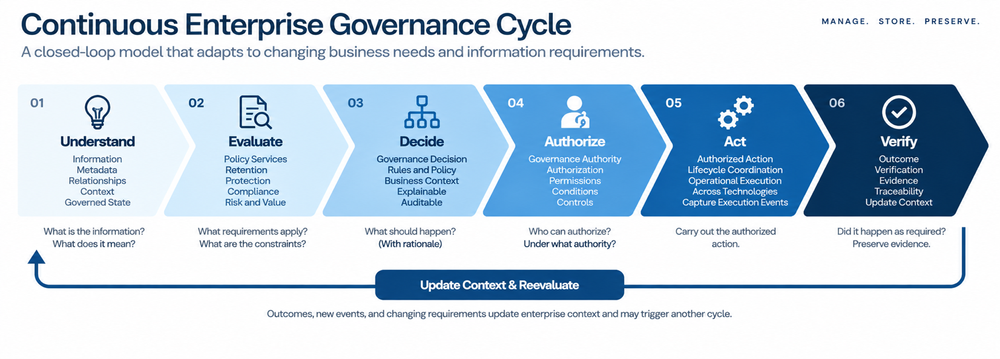 Continuous Enterprise Governance Cycle
MANAGE. STORE. PRESERVE.
A closed-loop model that adapts to changing business needs and information requirements.
01
Understand
Information
Metadata
Relationships
Context
Governed State
What is the information?
What does it mean?
02
Evaluate
Policy Services
Retention
Protection
Compliance
Risk and Value
What requirements apply?
What are the constraints?
03
Decide
Governance Decision
Rules and Policy
Business Context
Explainable
Auditable
What should happen?
(With rationale)
04
Authorize
Governance Authority
Authorization
Permissions
Conditions
Controls
Who can authorize?
Under what authority?
05
Act
Authorized Action
Lifecycle Coordination
Operational Execution
Across Technologies
Capture Execution Events
Carry out the authorized
action.
06
Verify
Outcome
Verification
Evidence
Traceability
Update Context
Did it happen as required?
Preserve evidence.
Update Context & Reevaluate
Outcomes, new events, and changing requirements update enterprise context and may trigger another cycle.